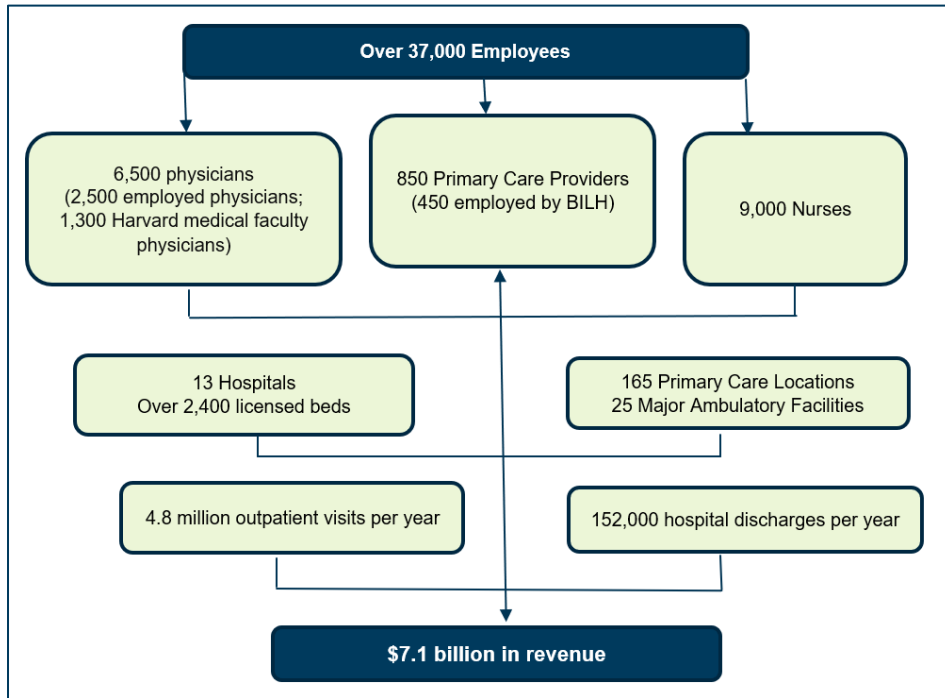 Over 37,000 Employees
6,500 physicians
(2,500 employed physicians;
1,300 Harvard medical faculty
physicians)
850 Primary Care Providers
(450 employed by BILH)
9,000 Nurses
13 Hospitals
Over 2,400 licensed beds
165 Primary Care Locations
25 Major Ambulatory Facilities
4.8 million outpatient visits per year
152,000 hospital discharges per year
$7.1 billion in revenue